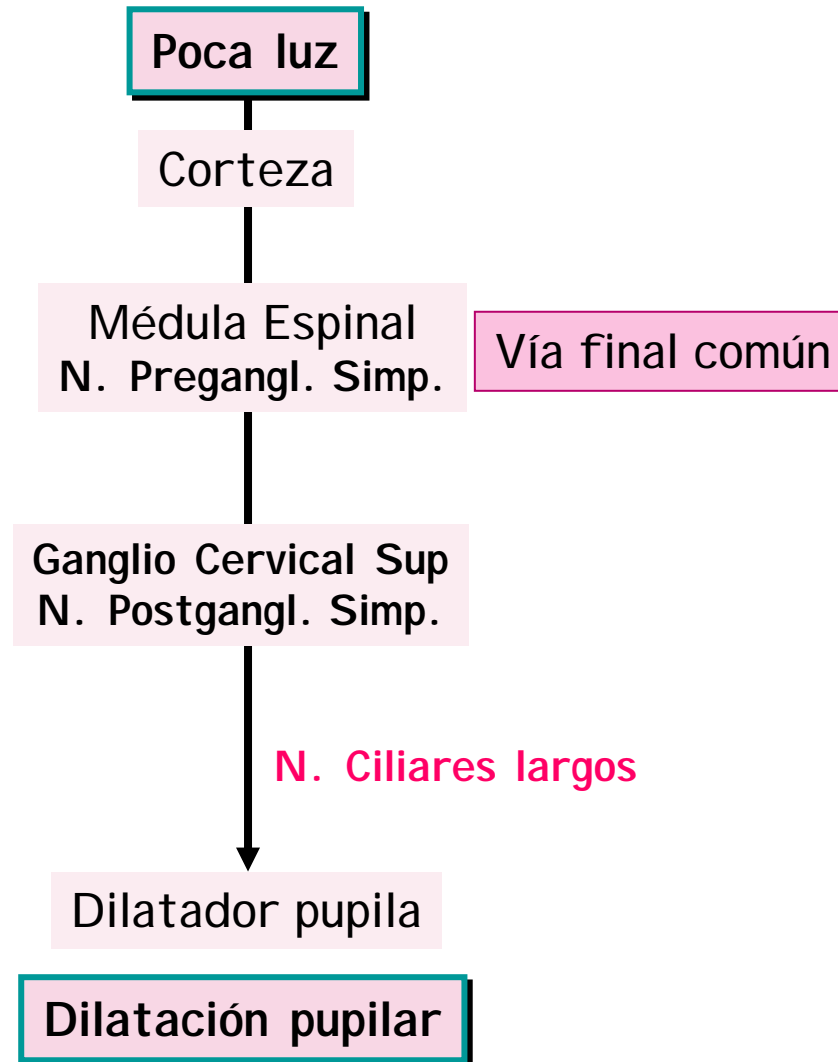 Poca luz
Corteza
Médula Espinal
N. Pregangl. Simp.
Vía final común
Ganglio Cervical Sup
N. Postgangl. Simp.
N. Ciliares largos
Dilatador pupila
Dilatación pupilar